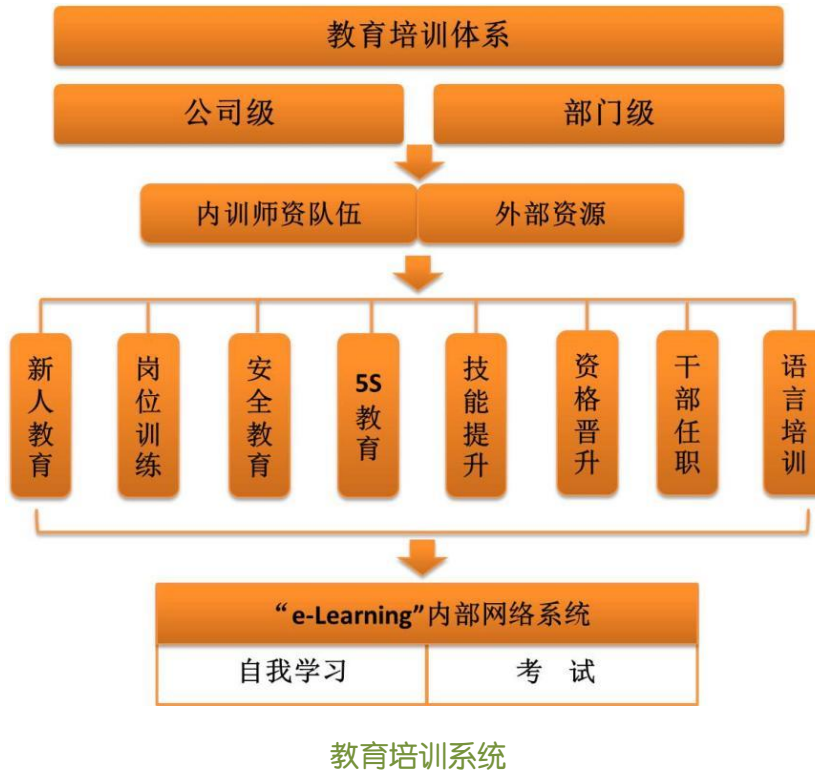 教育培训体系
公司级
部门级
内训师资队伍
外部资源
新人教育
岗位训练
安全教育
5S教育
技能提升
资格晋升
干部任职
语言培训
“e-Learning”内部网络系统
自我学习
考 试
教育培训系统